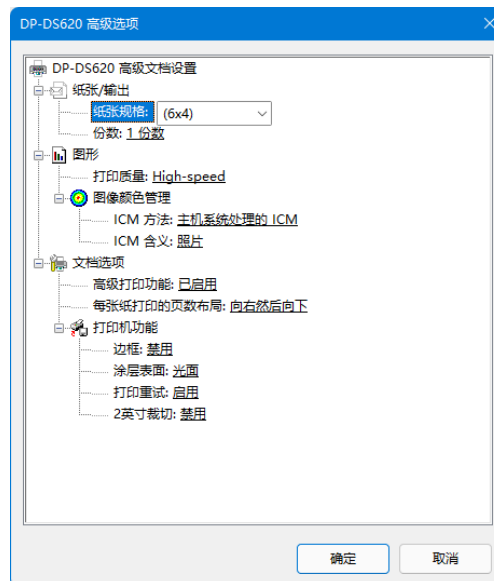 DP-DS620 高级选项
DP-DS620 高级文档设置
纸张/输出
纸张规格: (6x4)
份数: 1 份数
图形
打印质量: High-speed
图像颜色管理
ICM 方法: 主机系统处理的 ICM
ICM 含义: 照片
文档选项
高级打印功能: 已启用
每张纸打印的页数布局: 向右然后向下
打印机功能
边框: 禁用
涂层表面: 光面
打印重试: 启用
2英寸裁切: 禁用
确定 取消